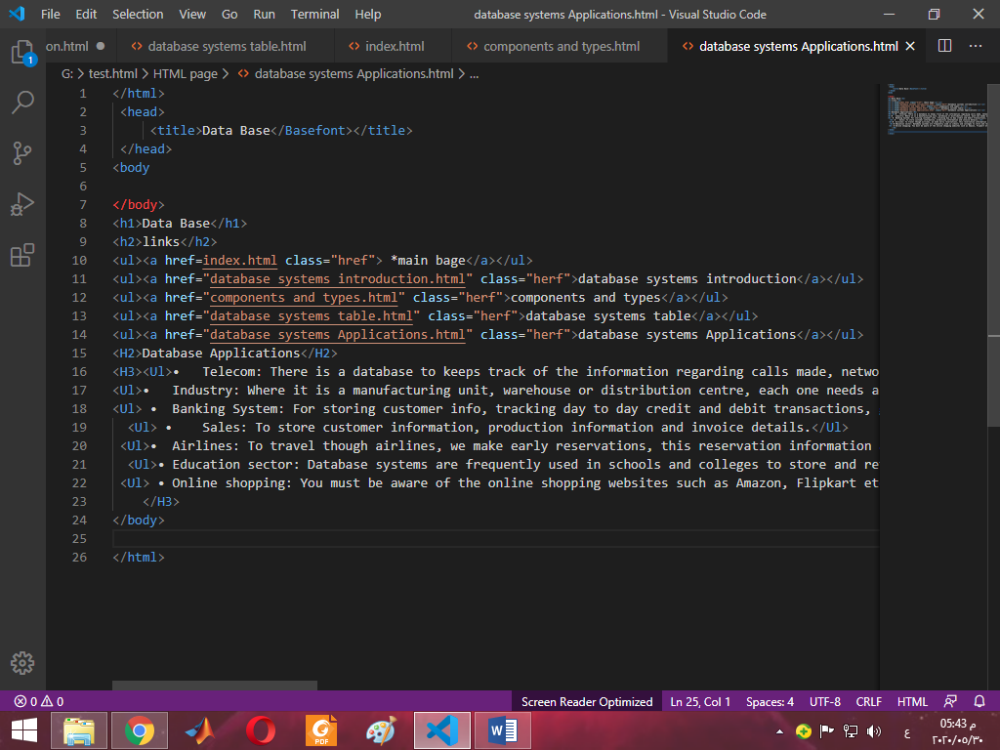 File Edit Selection View Go Run Terminal Help database systems Applications.html - Visual Studio Code
on.html database systems table.html index.html components and types.html database systems Applications.html
G: > test.html > HTML page > database systems Applications.html > ...
1 </html>
2 <head>
3 <title>Data Base</Basefont></title>
4 </head>
5 <body
6
7 </body>
8 <h1>Data Base</h1>
9 <h2>links</h2>
10 <ul><a href=index.html class="href"> *main bage</a></ul>
11 <ul><a href="database systems introduction.html" class="herf">database systems introduction</a></ul>
12 <ul><a href="components and types.html" class="herf">components and types</a></ul>
13 <ul><a href="database systems table.html" class="herf">database systems table</a></ul>
14 <ul><a href="database systems Applications.html" class="herf">database systems Applications</a></ul>
15 <H2>Database Applications</H2>
16 <H3><Ul>• Telecom: There is a database to keeps track of the information regarding calls made, netwo
17 <Ul>• Industry: Where it is a manufacturing unit, warehouse or distribution centre, each one needs a
18 <Ul> • Banking System: For storing customer info, tracking day to day credit and debit transactions,
19 <Ul> • Sales: To store customer information, production information and invoice details.</Ul>
20 <Ul>• Airlines: To travel though airlines, we make early reservations, this reservation information
21 <Ul>• Education sector: Database systems are frequently used in schools and colleges to store and re
22 <Ul> • Online shopping: You must be aware of the online shopping websites such as Amazon, Flipkart et
23 </H3>
24 </body>
25
26 </html>
1
0 0 Screen Reader Optimized Ln 25, Col 1 Spaces: 4 UTF-8 CRLF HTML
PDF
W
ع
05:43 م
٢٠٢٠/٠٥/٣٠